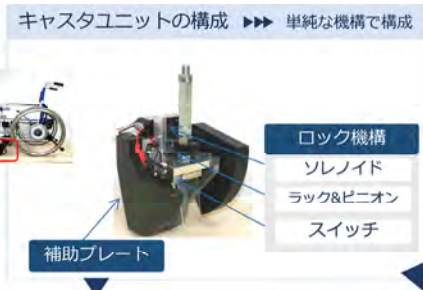 キャスタユニットの構成 ▶▶▶ 単純な機構で構成
ロック機構
ソレノイド
ラック&ピニオン
スイッチ
補助プレート